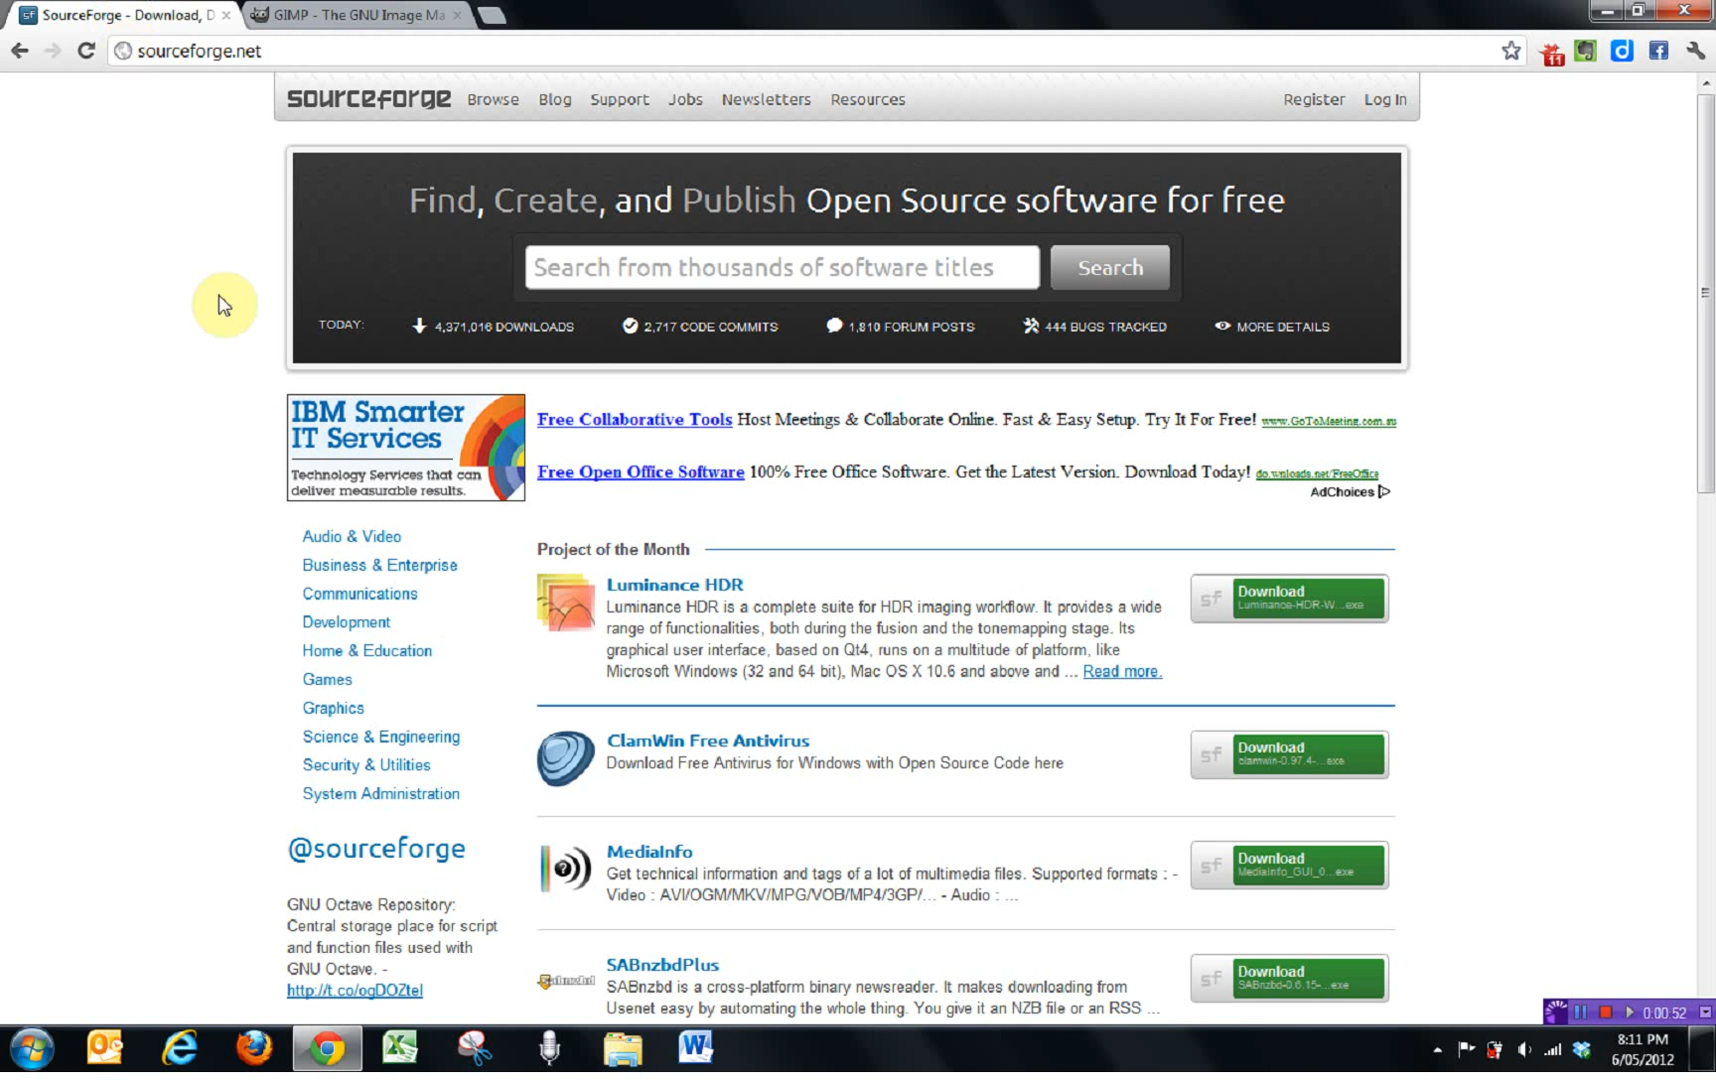 SourceForge - Download, D
GIMP - The GNU Image Ma
sourceforge.net
11
sourceforge Browse Blog Support Jobs Newsletters Resources Register Log In
Find, Create, and Publish Open Source software for free
Search from thousands of software titles Search
TODAY: 4,371,016 DOWNLOADS 2,717 CODE COMMITS 1,810 FORUM POSTS 444 BUGS TRACKED MORE DETAILS
IBM Smarter
IT Services
Technology Services that can
deliver measurable results.
Free Collaborative Tools Host Meetings & Collaborate Online. Fast & Easy Setup. Try It For Free! www.GoToMeeting.com.au
Free Open Office Software 100% Free Office Software. Get the Latest Version. Download Today! do.wnloads.net/FreeOffice
AdChoices
Audio & Video
Business & Enterprise
Communications
Development
Home & Education
Games
Graphics
Science & Engineering
Security & Utilities
System Administration
@sourceforge
GNU Octave Repository:
Central storage place for script
and function files used with
GNU Octave. -
http://t.co/ogDOZtel
Project of the Month
Luminance HDR
Luminance HDR is a complete suite for HDR imaging workflow. It provides a wide
range of functionalities, both during the fusion and the tonemapping stage. Its
graphical user interface, based on Qt4, runs on a multitude of platform, like
Microsoft Windows (32 and 64 bit), Mac OS X 10.6 and above and ... Read more.
sf Download
Luminance-HDR-W...exe
ClamWin Free Antivirus
Download Free Antivirus for Windows with Open Source Code here
sf Download
clamwin-0.97.4-...exe
MediaInfo
Get technical information and tags of a lot of multimedia files. Supported formats : -
Video : AVI/OGM/MKV/MPG/VOB/MP4/3GP/... - Audio : ...
sf Download
MediaInfo_GUI_0...exe
SABnzbdPlus
SABnzbd is a cross-platform binary newsreader. It makes downloading from
Usenet easy by automating the whole thing. You give it an NZB file or an RSS ...
sf Download
SABnzbd-0.6.15-...exe
0:00:52
8:11 PM
6/05/2012